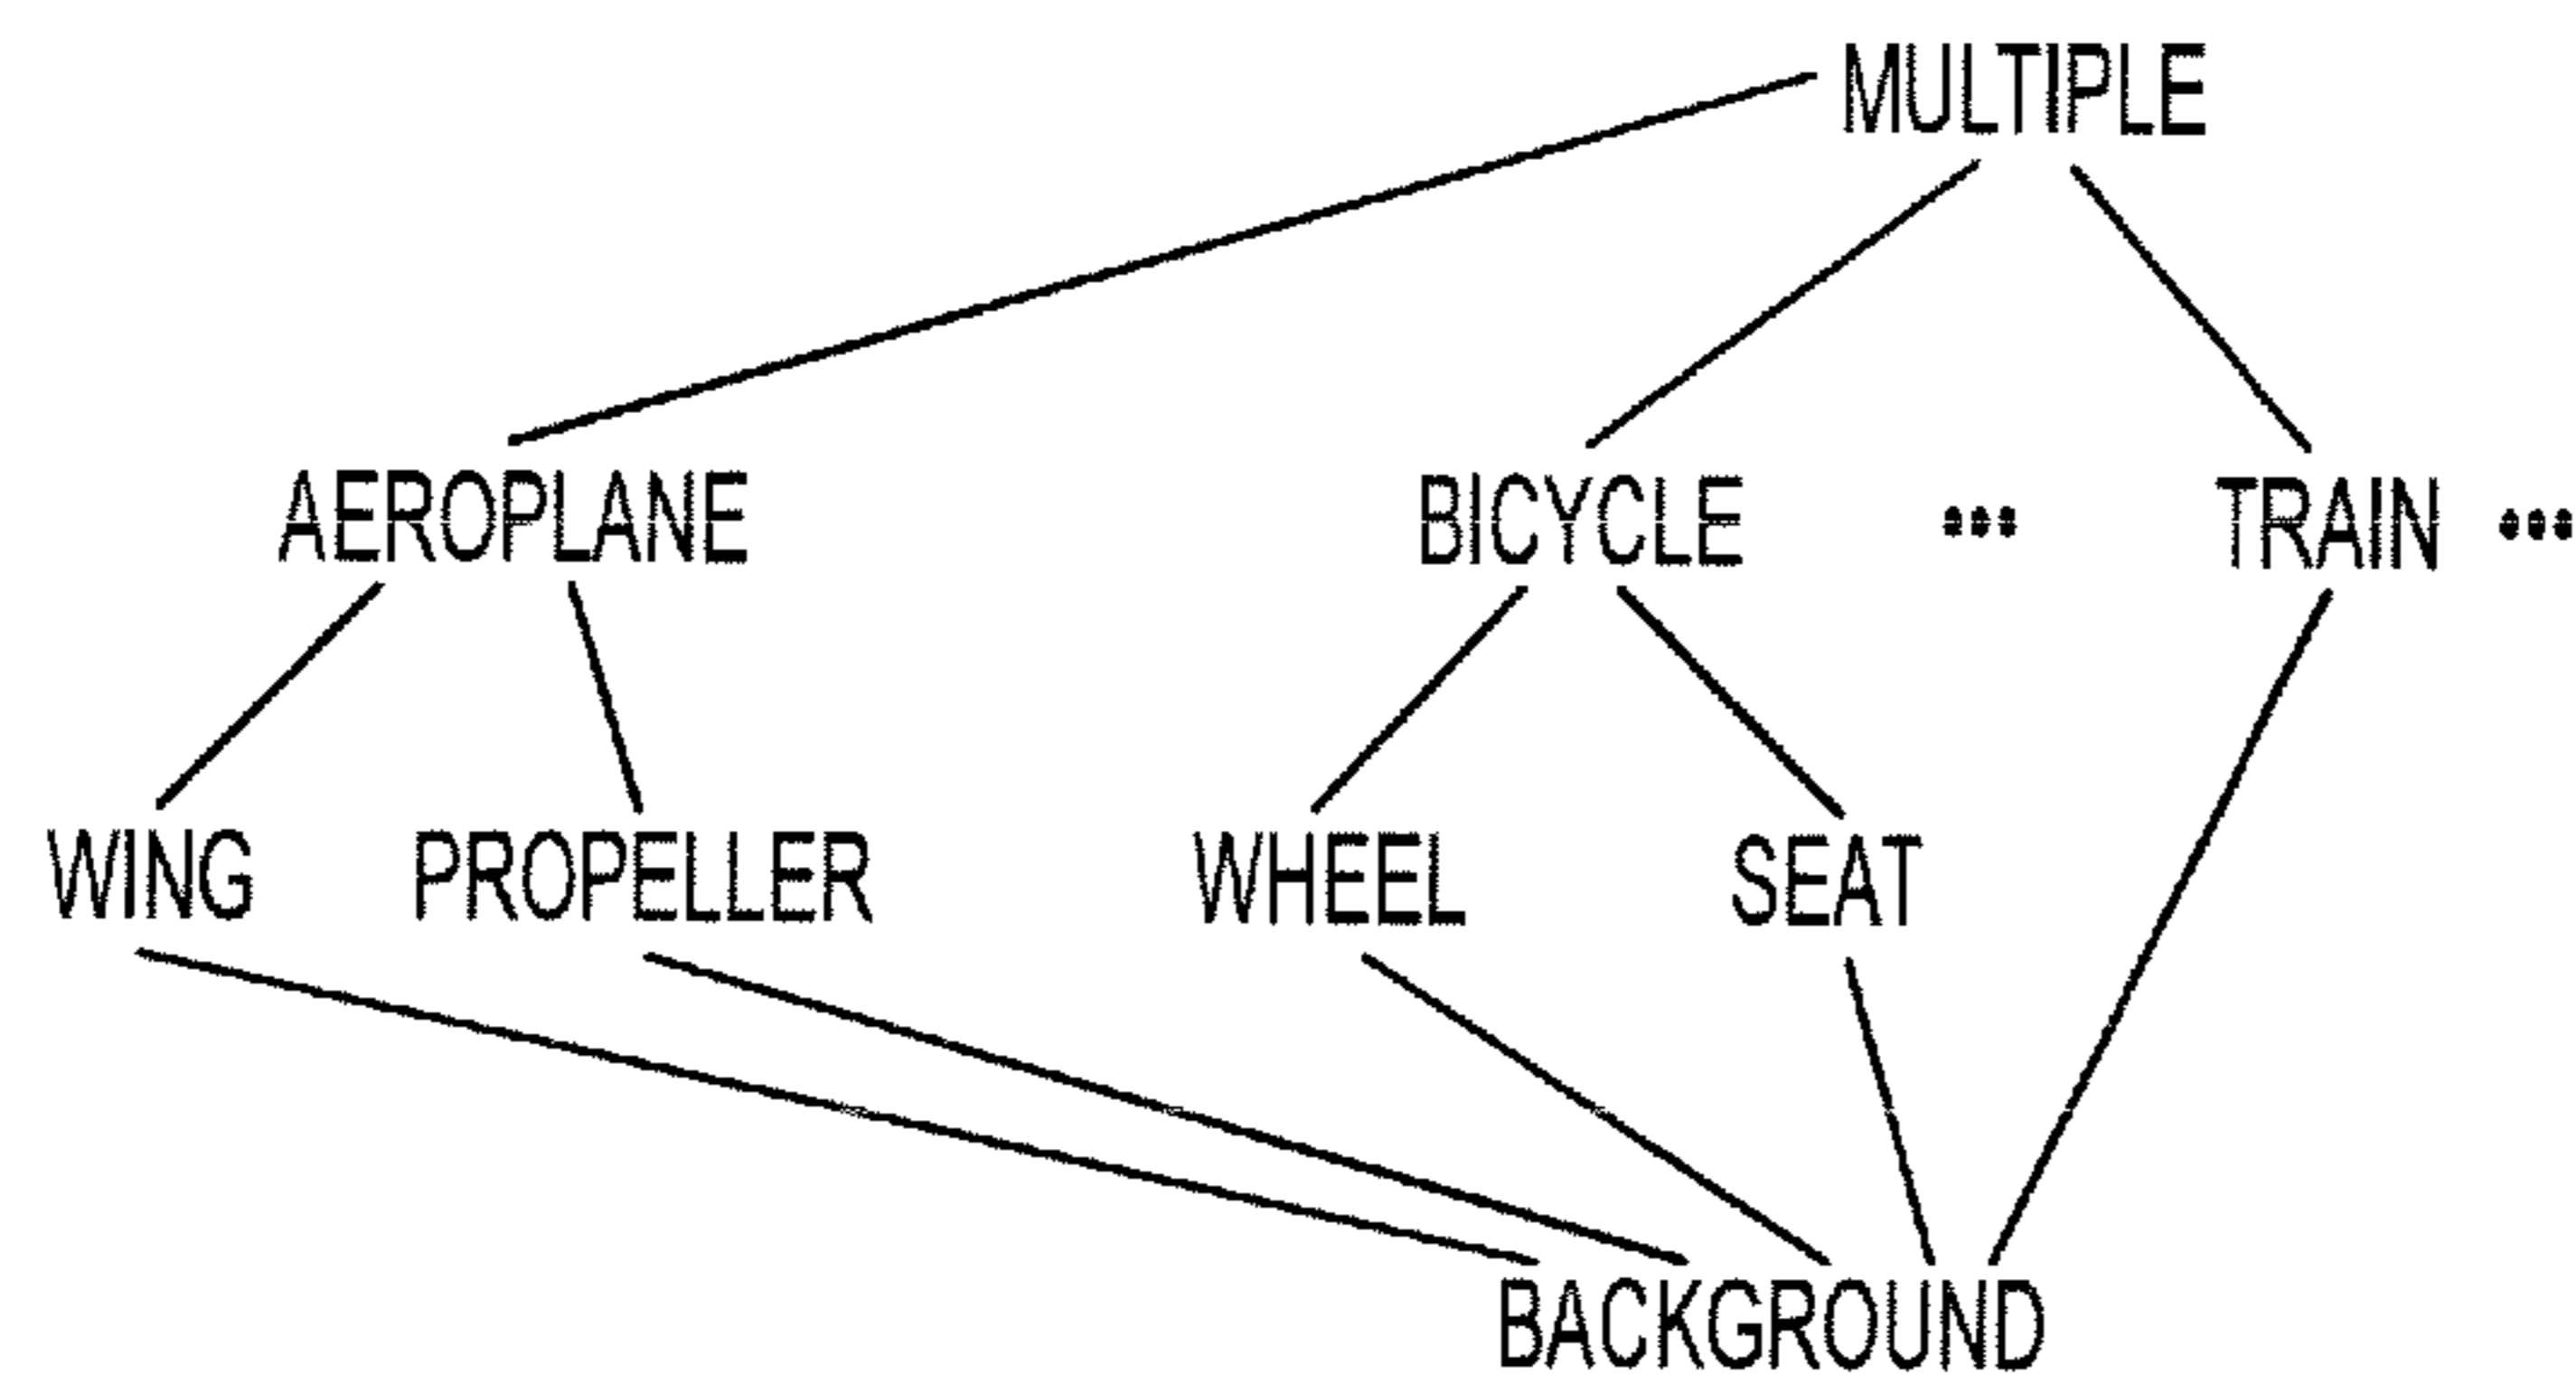 MULTIPLE
AEROPLANE BICYCLE ••• TRAIN •••
WING PROPELLER WHEEL SEAT
BACKGROUND